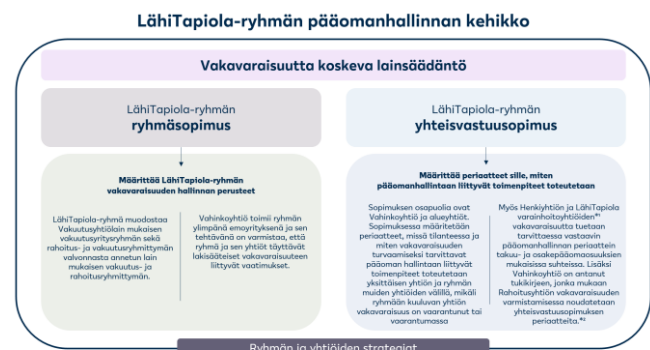 LähiTapiola-ryhmän pääomanhallinnan kehikko
Vakavaraisuutta koskeva lainsäädäntö
LähiTapiola-ryhmän
ryhmäsopimus
Määrittää LähiTapiola-ryhmän
vakavaraisuuden hallinnan perusteet
LähiTapiola-ryhmä muodostaa
Vakuutusyhtiölain mukaisen
vakuutusyritysryhmän sekä
rahoitus- ja vakuutusryhmittymän
valvonnasta annetun lain
mukaisen vakuutus- ja
rahoitusryhmittymän.
Vahinkoyhtiö toimii ryhmän
ylimpänä emoyrityksenä ja sen
tehtävänä on varmistaa, että
ryhmä ja sen yhtiöt täyttävät
lakisääteiset vakavaraisuuteen
liittyvät vaatimukset.
LähiTapiola-ryhmän
yhteisvastuusopimus
Määrittää periaatteet sille, miten
pääomanhallintaan liittyvät toimenpiteet toteutetaan
Sopimuksen osapuolia ovat
Vahinkoyhtiö ja alueyhtiöt.
Sopimuksessa määritetään
periaatteet, missä tilanteessa ja
miten vakavaraisuuden
turvaamiseksi tarvittavat
pääoman hallintaan liittyvät
toimenpiteet toteutetaan
yksittäisen yhtiön ja ryhmän
muiden yhtiöiden välillä, mikäli
ryhmään kuuluvan yhtiön
vakavaraisuus on vaarantunut tai
vaarantumassa
Myös Henkiyhtiön ja LähiTapiola
varainhoitayhtiöiden*¹
vakavaraisuutta tuetaan
tarvittaessa vastaavin
pääomanhallinnan periaattein
takuu- ja osakepääomaosuuksien
mukaisissa suhteissa. Lisäksi
Vahinkoyhtiö on antanut
tukikirjeen, jonka mukaan
Rahoitusyhtiön vakavaraisuuden
varmistamisessa noudatetaan
yhteisvastuusopimuksen
periaatteita.*²
Ryhmän ja yhtiöiden strategiat